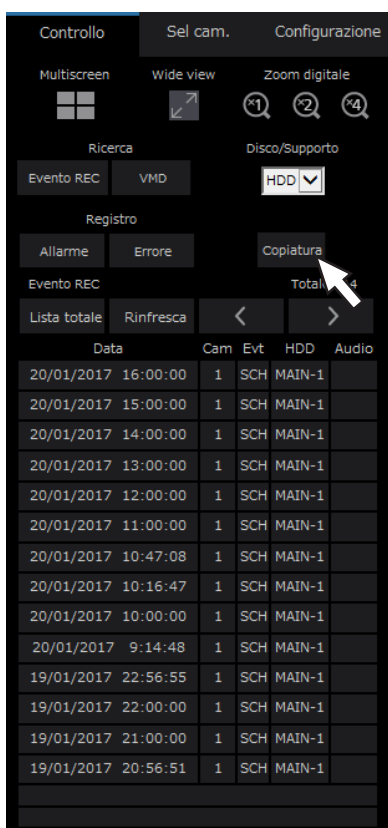 Controllo Sel cam. Configurazione
Multiscreen Wide view Zoom digitale
x1 x2 x4
Ricerca Disco/Supporto
Evento REC VMD HDD
Registro
Allarme Errore Copiatura
Evento REC Totale 4
Lista totale Rinfresca < >
Data Cam Evt HDD Audio
20/01/2017 16:00:00 1 SCH MAIN-1
20/01/2017 15:00:00 1 SCH MAIN-1
20/01/2017 14:00:00 1 SCH MAIN-1
20/01/2017 13:00:00 1 SCH MAIN-1
20/01/2017 12:00:00 1 SCH MAIN-1
20/01/2017 11:00:00 1 SCH MAIN-1
20/01/2017 10:47:08 1 SCH MAIN-1
20/01/2017 10:16:47 1 SCH MAIN-1
20/01/2017 10:00:00 1 SCH MAIN-1
20/01/2017 9:14:48 1 SCH MAIN-1
19/01/2017 22:56:55 1 SCH MAIN-1
19/01/2017 22:00:00 1 SCH MAIN-1
19/01/2017 21:00:00 1 SCH MAIN-1
19/01/2017 20:56:51 1 SCH MAIN-1